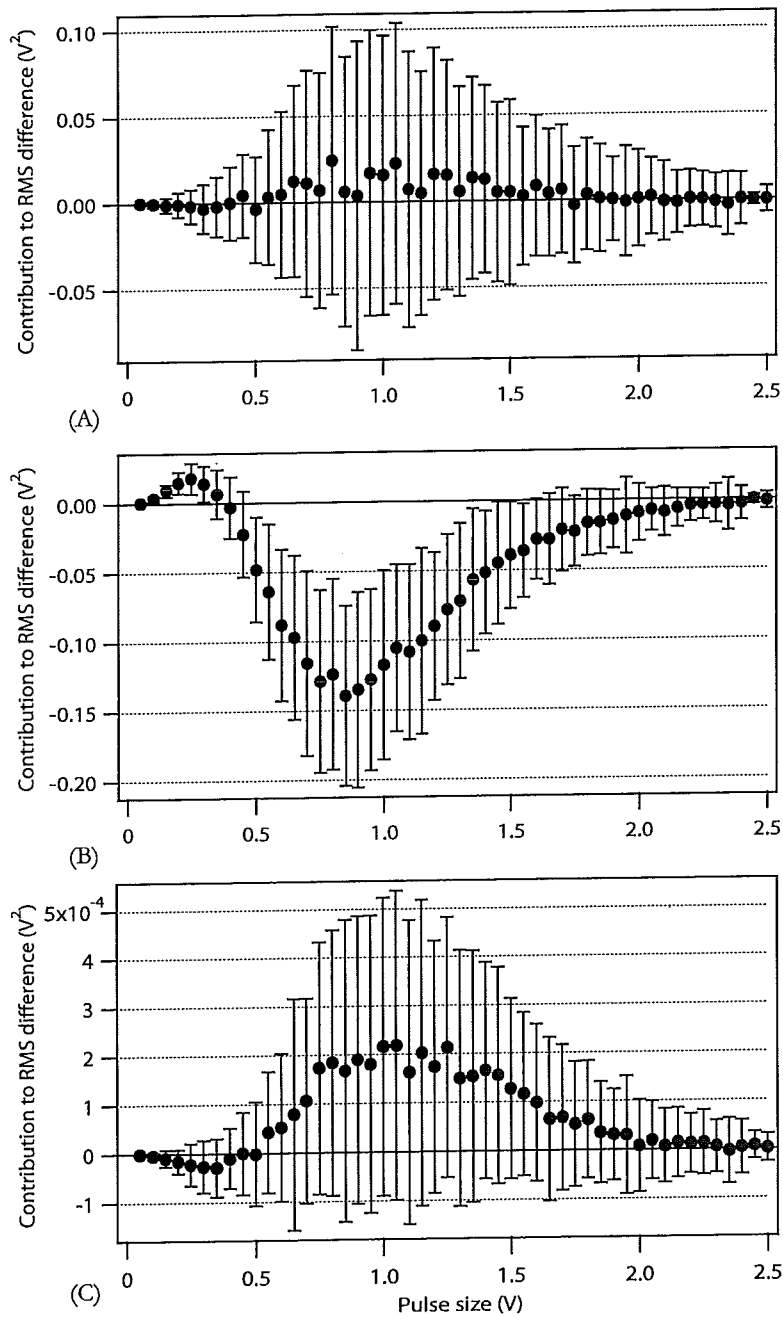 Contribution to RMS difference (V²)
0.10
0.05
0.00
-0.05
0 0.5 1.0 1.5 2.0 2.5
(A)
Contribution to RMS difference (V²)
0.00
-0.05
-0.10
-0.15
-0.20
0 0.5 1.0 1.5 2.0 2.5
(B)
Contribution to RMS difference (V²)
5x10⁻⁴
4
3
2
1
0
-1
0 0.5 1.0 1.5 2.0 2.5
(C)
Pulse size (V)